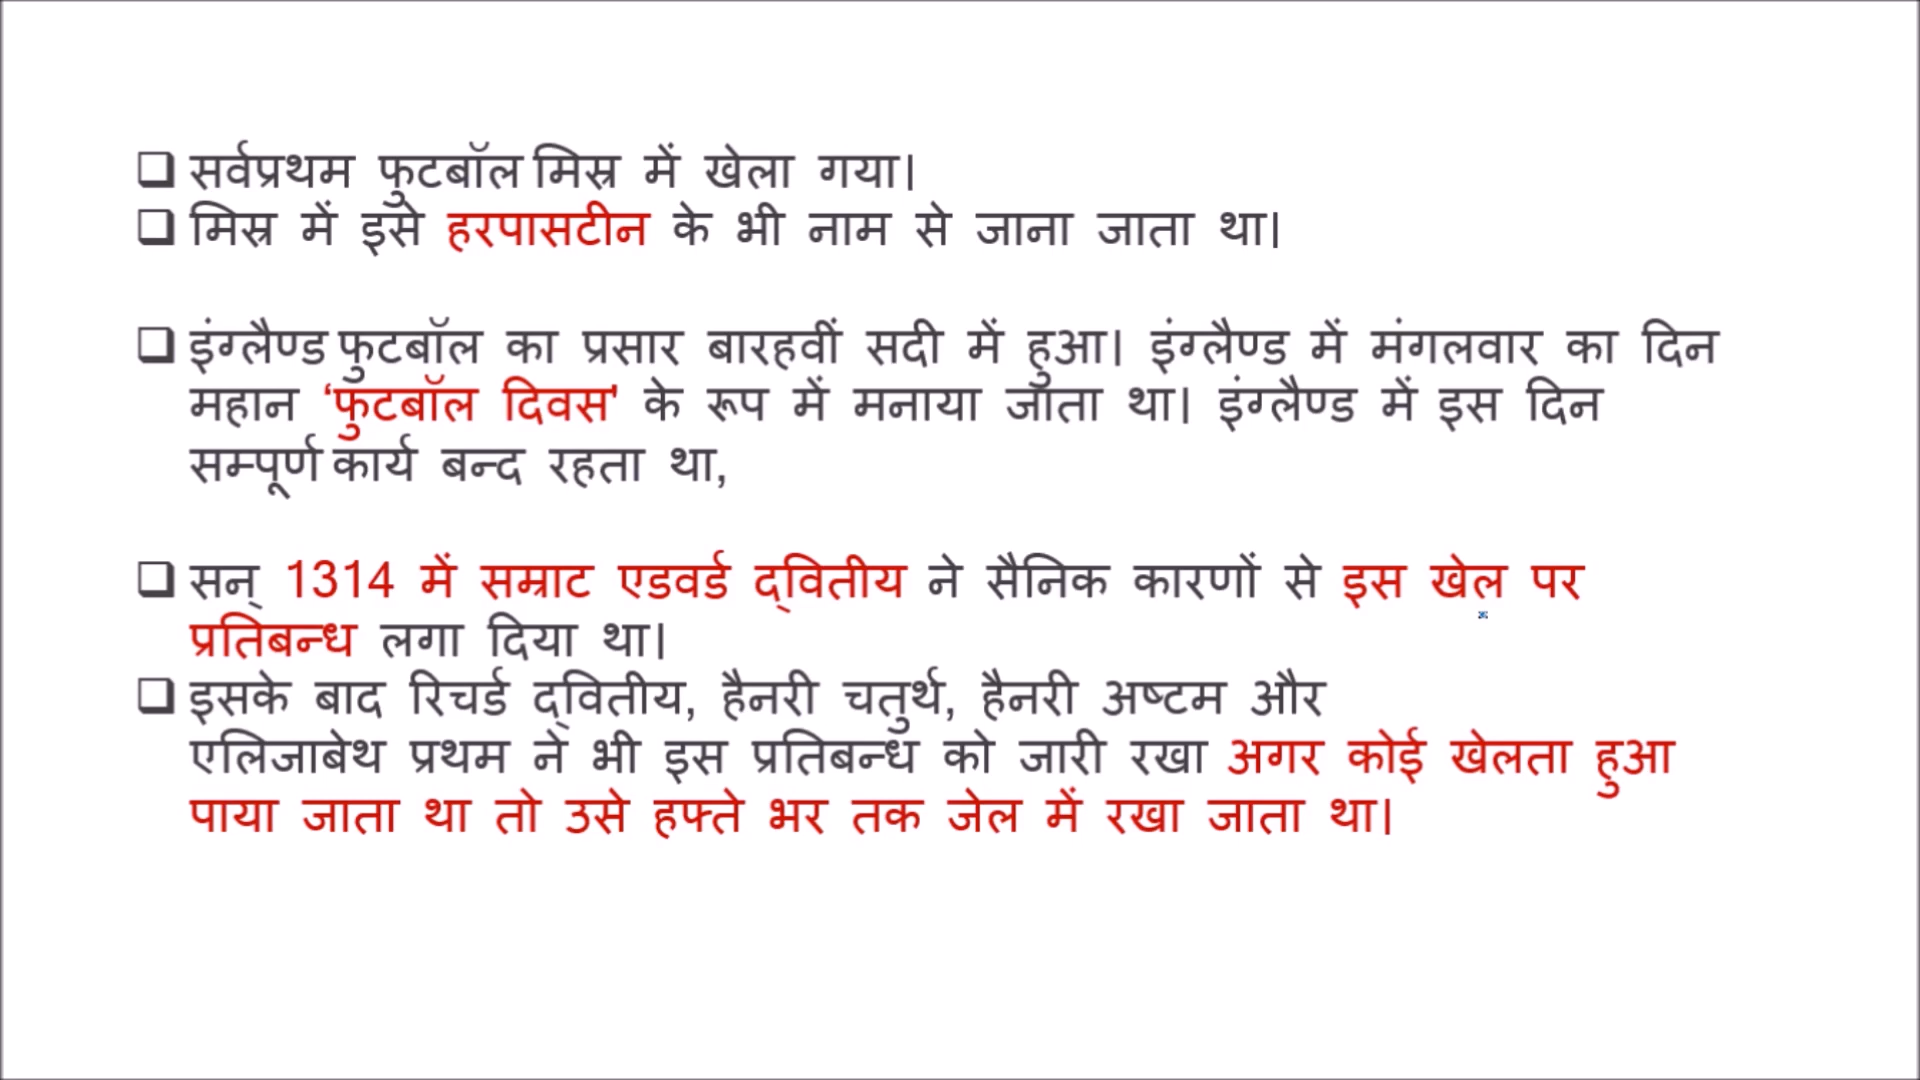 ❑ सर्वप्रथम फुटबॉल मिस्र में खेला गया।
❑ मिस्र में इसे हरपासटीन के भी नाम से जाना जाता था।
❑ इंग्लैण्ड फुटबॉल का प्रसार बारहवीं सदी में हुआ। इंग्लैण्ड में मंगलवार का दिन
महान ‘फुटबॉल दिवस' के रूप में मनाया जाता था। इंग्लैण्ड में इस दिन
सम्पूर्ण कार्य बन्द रहता था,
❑ सन् 1314 में सम्राट एडवर्ड द्वितीय ने सैनिक कारणों से इस खेल पर
प्रतिबन्ध लगा दिया था।
❑ इसके बाद रिचर्ड द्वितीय, हैनरी चतुर्थ, हैनरी अष्टम और
एलिजाबेथ प्रथम ने भी इस प्रतिबन्ध को जारी रखा अगर कोई खेलता हुआ
पाया जाता था तो उसे हफ्ते भर तक जेल में रखा जाता था।